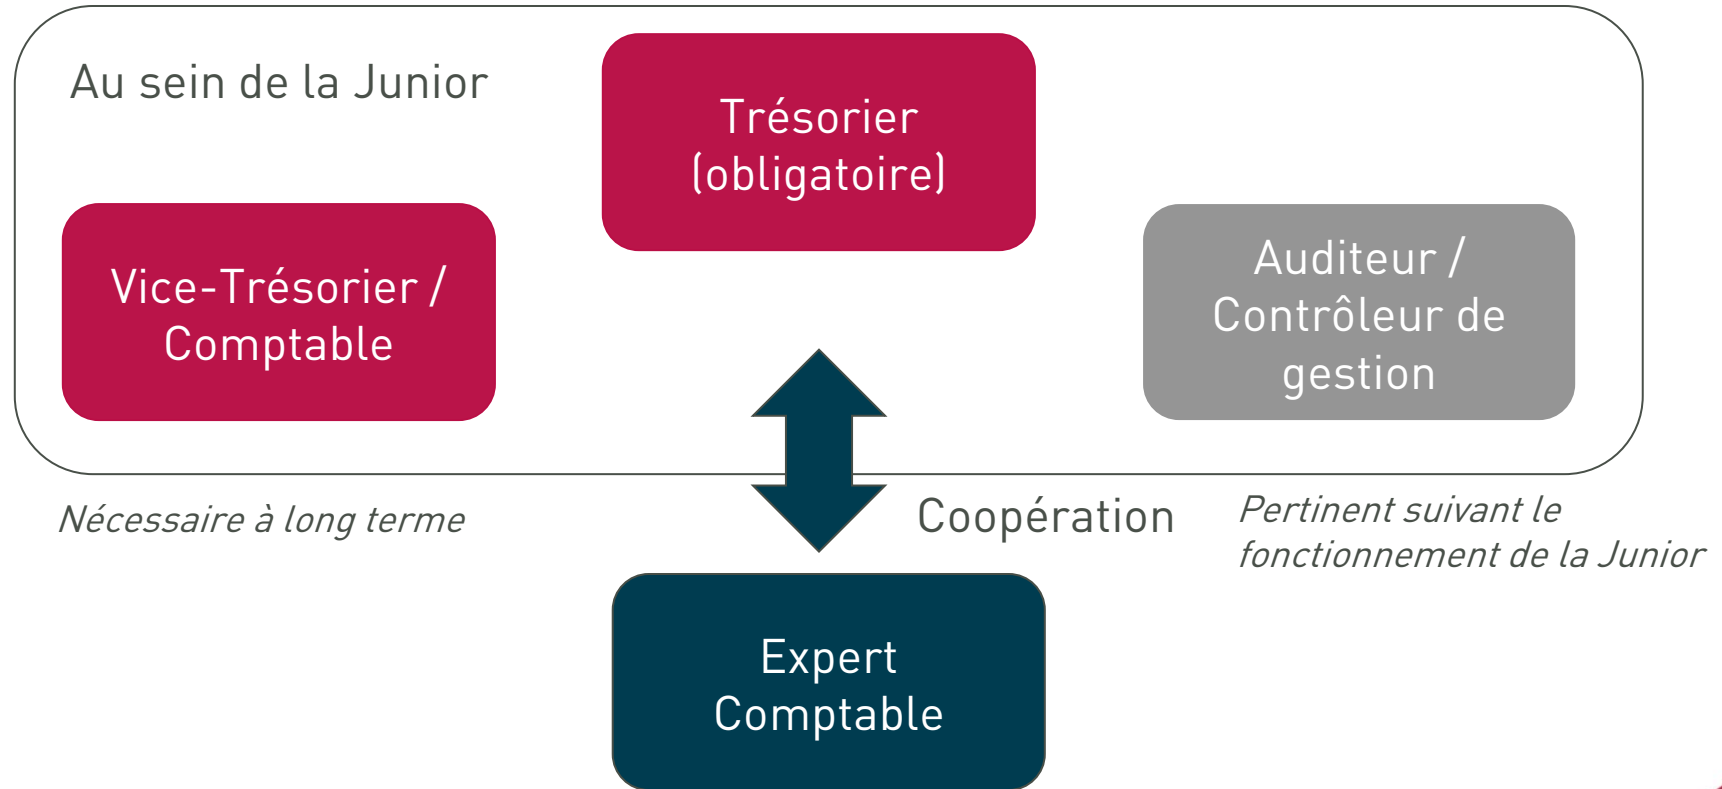 Au sein de la Junior
Trésorier
(obligatoire)
Vice-Trésorier /
Comptable
Auditeur /
Contrôleur de
gestion
Nécessaire à long terme
Coopération
Pertinent suivant le
fonctionnement de la Junior
Expert
Comptable